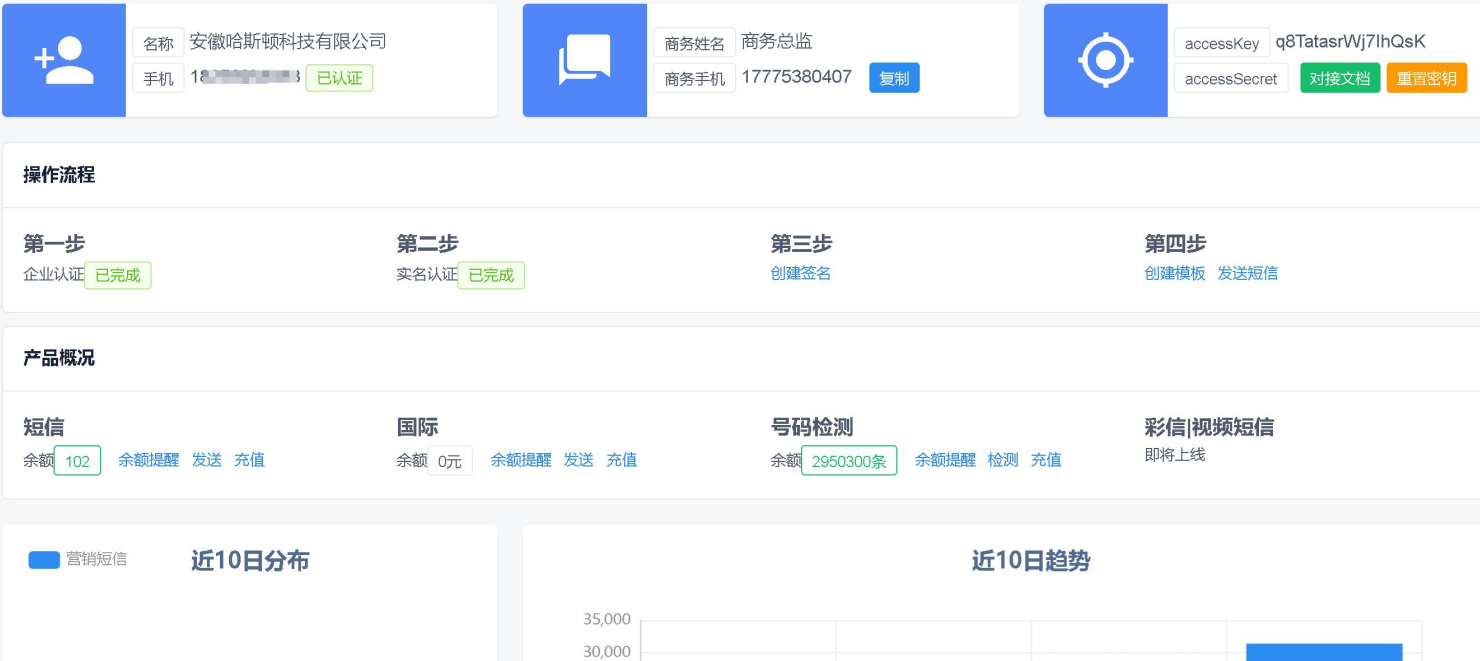 名称 安徽哈斯顿科技有限公司
手机 已认证
商务姓名 商务总监
商务手机 17775380407 复制
accessKey q8TatasrWj7lhQsK
accessSecret 对接文档 重置密钥
操作流程
第一步
企业认证 已完成
第二步
实名认证 已完成
第三步
创建签名
第四步
创建模板 发送短信
产品概况
短信
余额 102 余额提醒 发送 充值
国际
余额 0元 余额提醒 发送 充值
号码检测
余额 2950300条 余额提醒 检测 充值
彩信|视频短信
即将上线
营销短信
近10日分布
近10日趋势
35,000
30,000